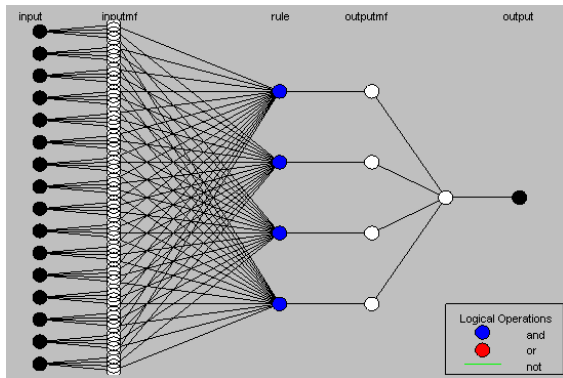 input inputmf rule outputmf output
Logical Operations
and
or
not